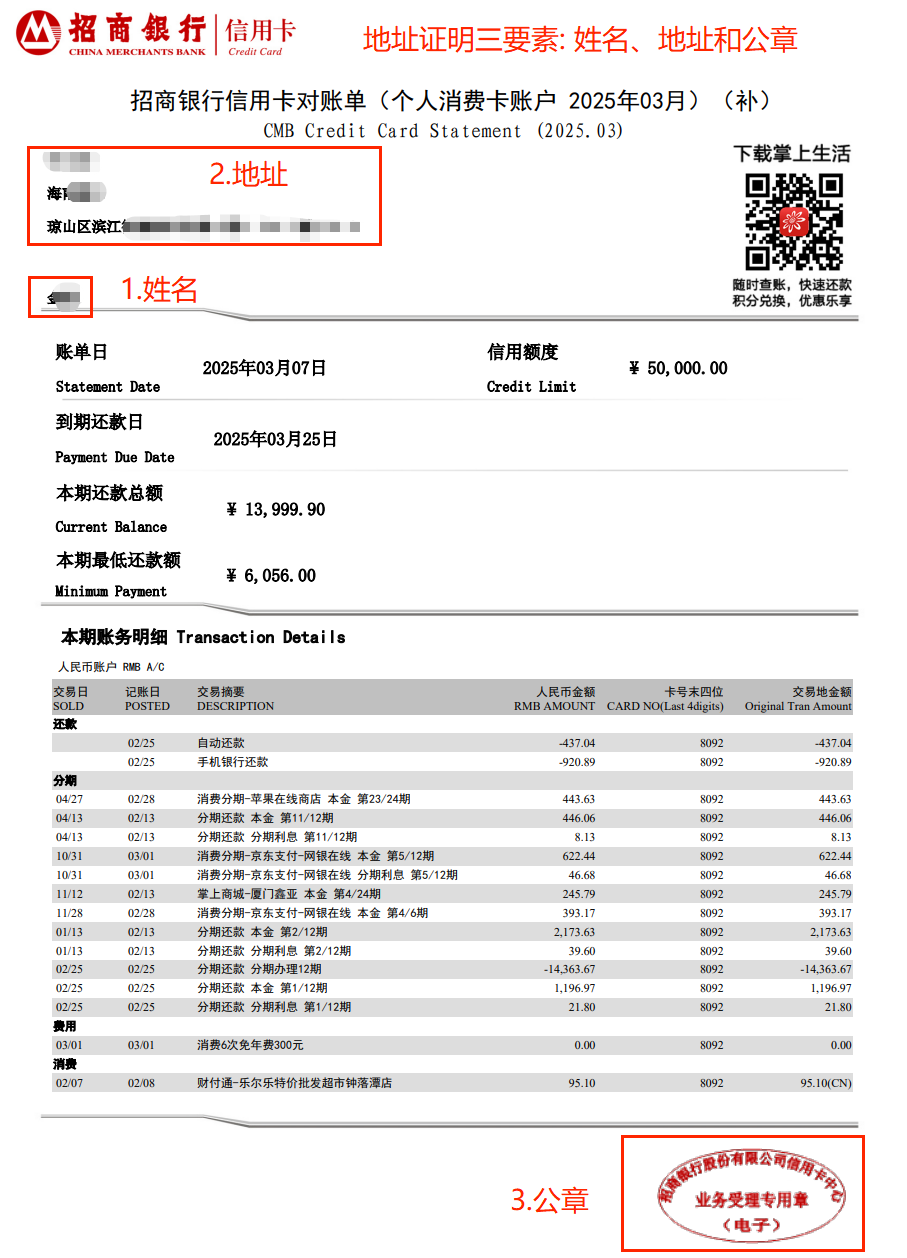 招商银行 信用卡
CHINA MERCHANTS BANK Credit Card
地址证明三要素: 姓名、地址和公章
招商银行信用卡对账单（个人消费卡账户 2025年03月）（补）
CMB Credit Card Statement (2025.03)
2.地址
海
琼山区滨江
下载掌上生活
随时查账，快速还款
积分兑换，优惠乐享
1.姓名
账单日 2025年03月07日 信用额度 ¥ 50,000.00
Statement Date Credit Limit
到期还款日 2025年03月25日
Payment Due Date
本期还款总额 ¥ 13,999.90
Current Balance
本期最低还款额 ¥ 6,056.00
Minimum Payment
本期账务明细 Transaction Details
人民币账户 RMB A/C
交易日 记账日 交易摘要 人民币金额 卡号末四位 交易地金额
SOLD POSTED DESCRIPTION RMB AMOUNT CARD NO(Last 4digits) Original Tran Amount
还款
02/25 自动还款 -437.04 8092 -437.04
02/25 手机银行还款 -920.89 8092 -920.89
分期
04/27 02/28 消费分期-苹果在线商店 本金 第23/24期 443.63 8092 443.63
04/13 02/13 分期还款 本金 第11/12期 446.06 8092 446.06
04/13 02/13 分期还款 分期利息 第11/12期 8.13 8092 8.13
10/31 03/01 消费分期-京东支付-网银在线 本金 第5/12期 622.44 8092 622.44
10/31 03/01 消费分期-京东支付-网银在线 分期利息 第5/12期 46.68 8092 46.68
11/12 02/13 掌上商城-厦门鑫亚 本金 第4/24期 245.79 8092 245.79
11/28 02/28 消费分期-京东支付-网银在线 本金 第4/6期 393.17 8092 393.17
01/13 02/13 分期还款 本金 第2/12期 2,173.63 8092 2,173.63
01/13 02/13 分期还款 分期利息 第2/12期 39.60 8092 39.60
02/25 02/25 分期还款 分期办理12期 -14,363.67 8092 -14,363.67
02/25 02/25 分期还款 本金 第1/12期 1,196.97 8092 1,196.97
02/25 02/25 分期还款 分期利息 第1/12期 21.80 8092 21.80
费用
03/01 03/01 消费6次免年费300元 0.00 8092 0.00
消费
02/07 02/08 财付通-乐尔乐特价批发超市钟落潭店 95.10 8092 95.10(CN)
3.公章
招商银行股份有限公司信用卡中心
业务受理专用章
（电子）